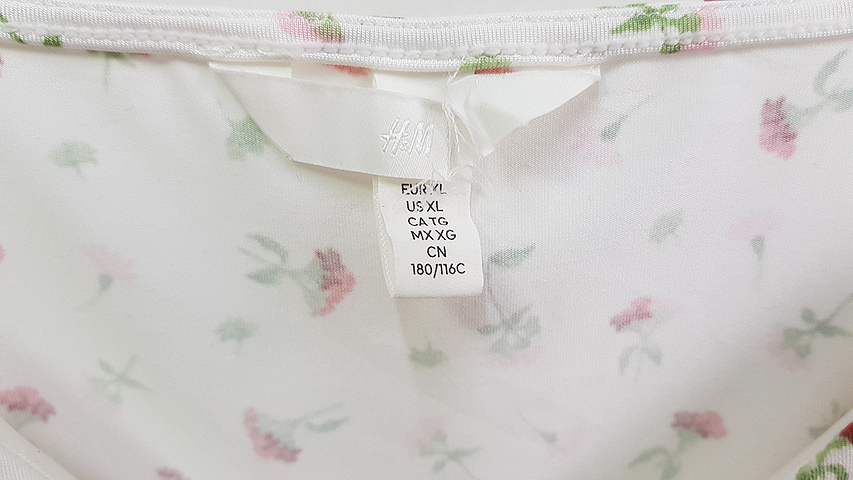 H&M
EUR XL
US XL
CA TG
MX XG
CN
180/116C